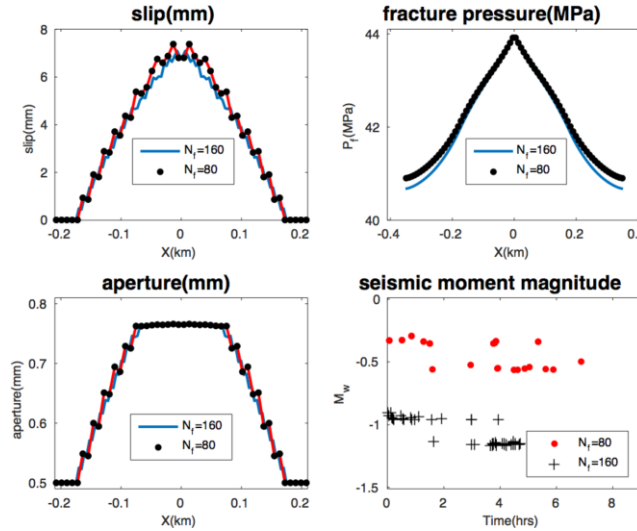 slip(mm)
8
6
4
2
0
slip(mm)
N_f=160
N_f=80
-0.2
-0.1
0
0.1
0.2
X(km)
fracture pressure(MPa)
44
42
40
P_f(MPa)
N_f=160
N_f=80
-0.4
-0.2
0
0.2
0.4
X(km)
aperture(mm)
0.8
0.7
0.6
0.5
aperture(mm)
N_f=160
N_f=80
-0.2
-0.1
0
0.1
0.2
X(km)
seismic moment magnitude
0
-0.5
-1
-1.5
M_w
N_f=80
N_f=160
0
2
4
6
8
Time(hrs)